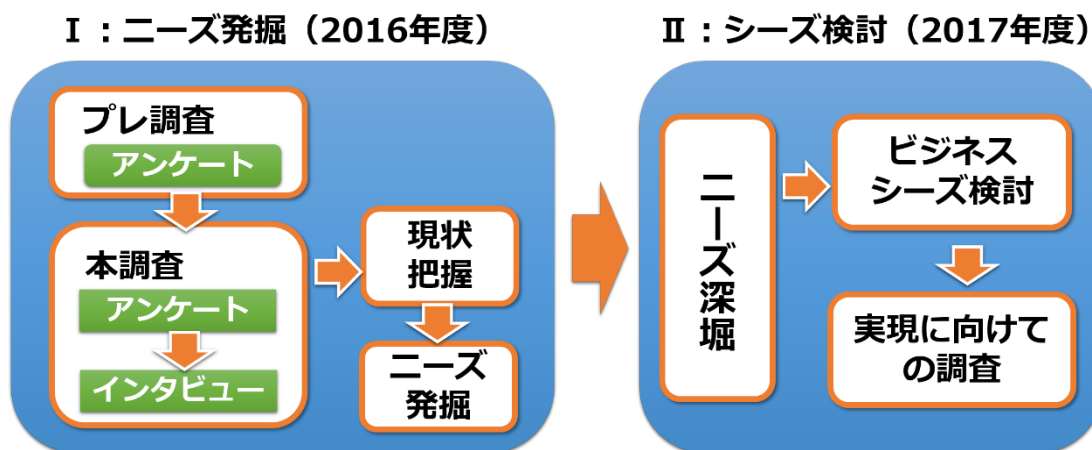 Ⅰ：ニーズ発掘（2016年度）
プレ調査
アンケート
本調査
アンケート
インタビュー
現状
把握
ニーズ
発掘
Ⅱ：シーズ検討（2017年度）
ニーズ深堀
ビジネス
シーズ検討
実現に向けて
の調査